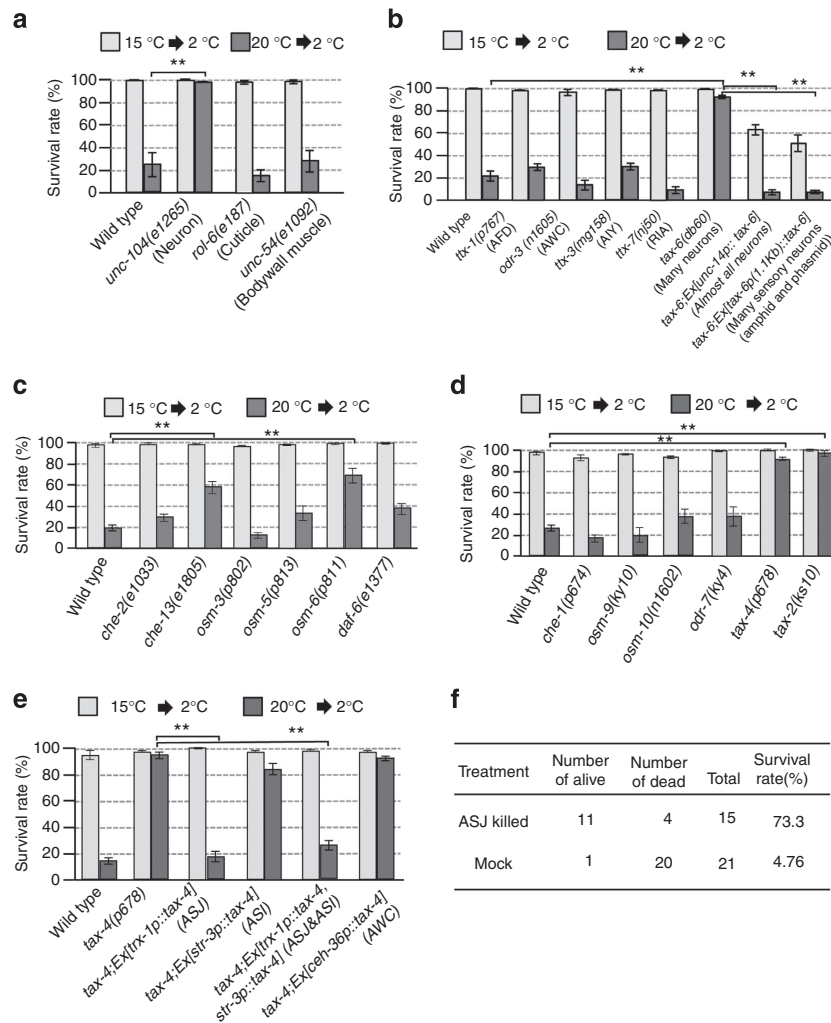 a
15 °C ➡ 2 °C 20 °C ➡ 2 °C
**
Survival rate (%)
100
80
60
40
20
0
Wild type
unc-104(e1265)
(Neuron)
rol-6(e187)
(Cuticle)
unc-54(e1092)
(Bodywall muscle)
b
15 °C ➡ 2 °C 20 °C ➡ 2 °C
**
**
**
Survival rate (%)
100
80
60
40
20
0
Wild type
ttx-1(p767)
(AFD)
odr-3 (n1605)
(AWC)
ttx-3(mg158)
(AIY)
ttx-7(nj50)
(RIA)
tax-6(db60)
(Many neurons)
tax-6;Ex[unc-14p:: tax-6]
(Almost all neurons)
tax-6;Ex[tax-6p(1.1Kb)::tax-6]
(Many sensory neurons
(amphid and phasmid))
c
15 °C ➡ 2 °C 20 °C ➡ 2 °C
**
**
Survival rate (%)
100
80
60
40
20
0
Wild type
che-2(e1033)
che-13(e1805)
osm-3(p802)
osm-5(p813)
osm-6(p811)
daf-6(e1377)
d
15 °C ➡ 2 °C 20 °C ➡ 2 °C
**
**
Survival rate (%)
100
80
60
40
20
0
Wild type
che-1(p674)
osm-9(ky10)
osm-10(n1602)
odr-7(ky4)
tax-4(p678)
tax-2(ks10)
e
15°C ➡ 2°C 20°C ➡ 2°C
**
**
Survival rate (%)
100
80
60
40
20
0
Wild type
tax-4(p678)
tax-4;Ex[trx-1p::tax-4]
(ASJ)
tax-4;Ex[str-3p::tax-4]
(ASI)
tax-4;Ex[trx-1p::tax-4,
str-3p::tax-4] (ASJ&ASI)
tax-4;Ex[ceh-36p::tax-4]
(AWC)
f
Treatment Number of alive Number of dead Total Survival rate(%)
ASJ killed 11 4 15 73.3
Mock 1 20 21 4.76